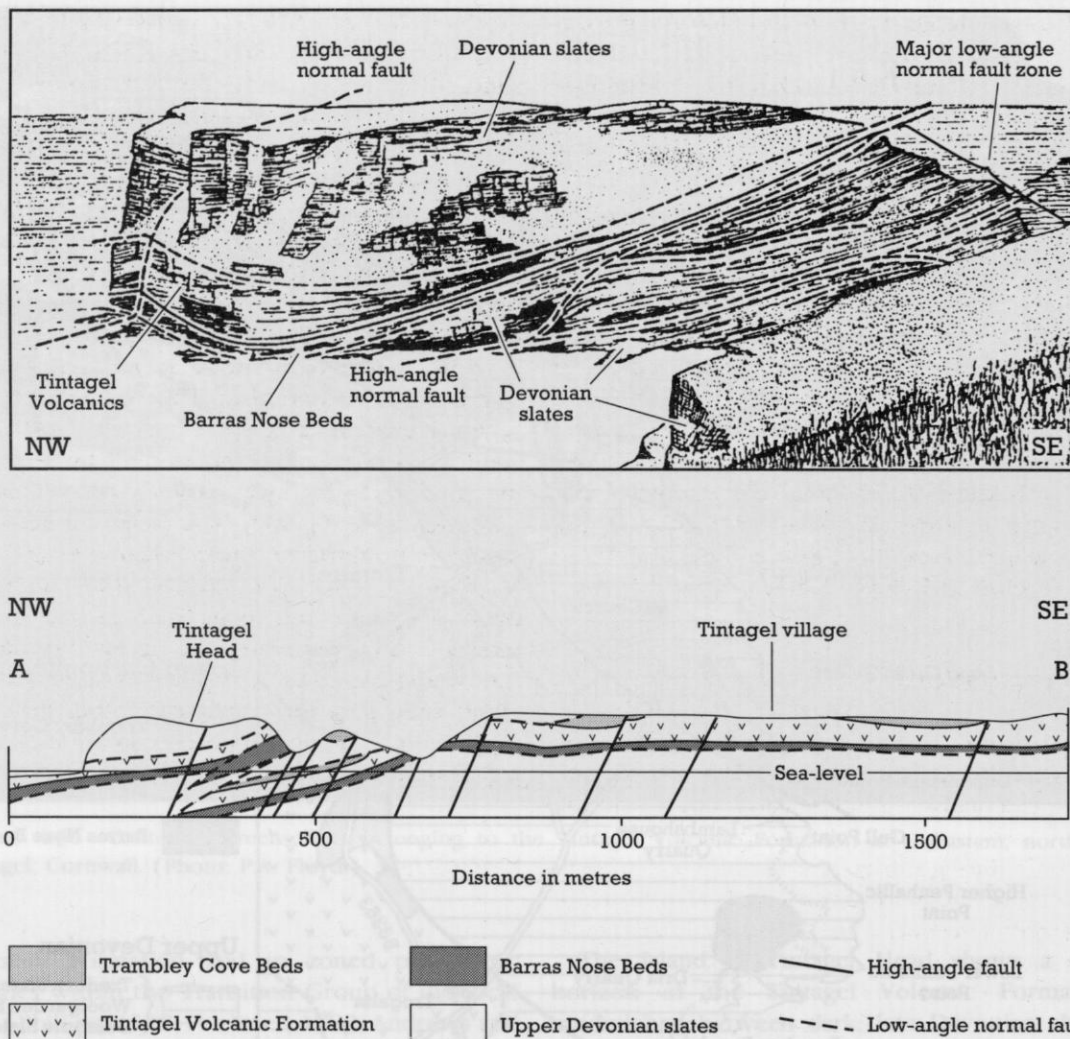 High-angle
normal fault
Devonian slates
Major low-angle
normal fault zone
Tintagel
Volcanics
Barras Nose Beds
High-angle
normal fault
Devonian
slates
NW
SE
NW
SE
Tintagel
Head
Tintagel village
A
B
Sea-level
0
500
1000
1500
Distance in metres
Trambley Cove Beds
Barras Nose Beds
High-angle fault
Tintagel Volcanic Formation
Upper Devonian slates
Low-angle normal fau